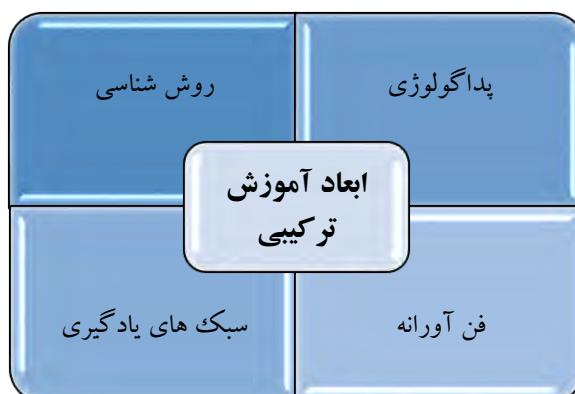 پداگولوژی
روش شناسی
ابعاد آموزش
ترکیبی
فن آورانه
سبک های یادگیری